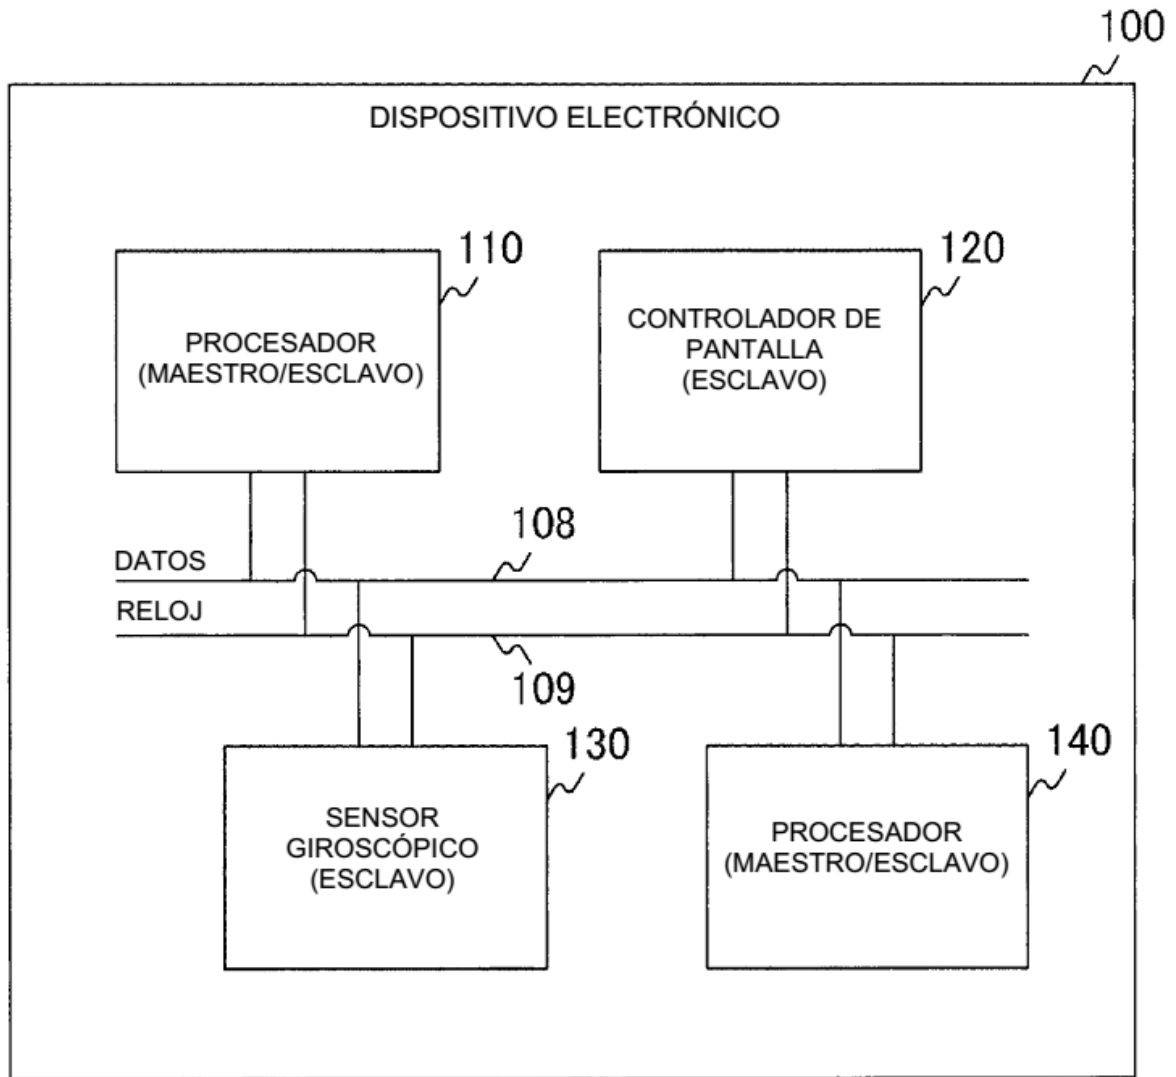 100
DISPOSITIVO ELECTRÓNICO
110
PROCESADOR
(MAESTRO/ESCLAVO)
120
CONTROLADOR DE
PANTALLA
(ESCLAVO)
DATOS
108
RELOJ
109
130
SENSOR
GIROSCÓPICO
(ESCLAVO)
140
PROCESADOR
(MAESTRO/ESCLAVO)